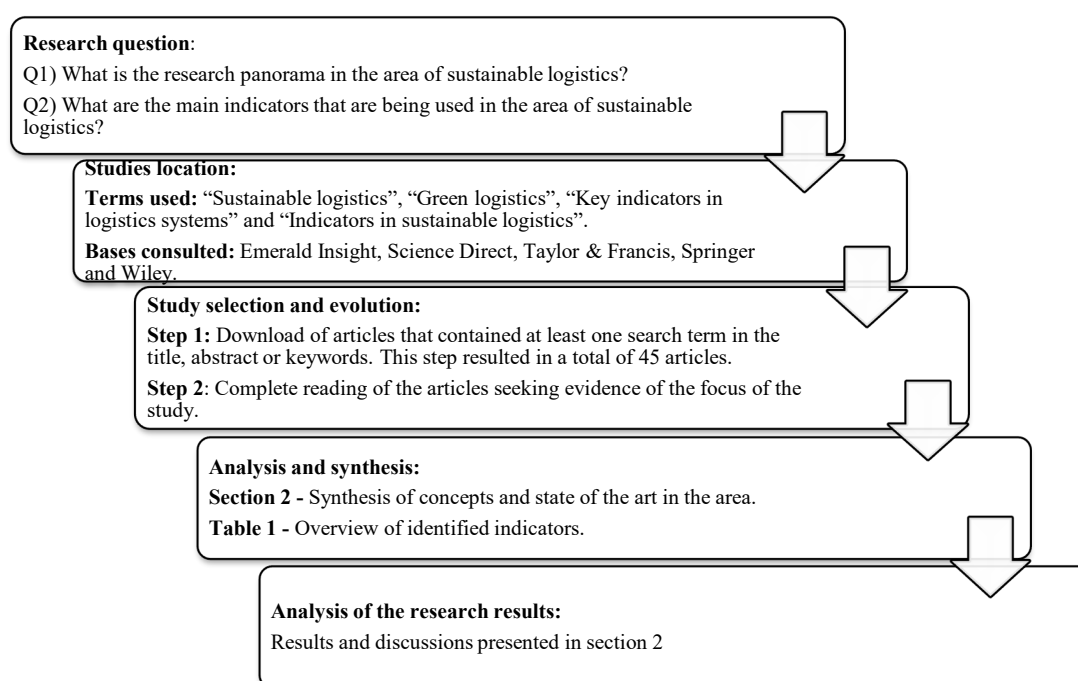 Research question:
Q1) What is the research panorama in the area of sustainable logistics?
Q2) What are the main indicators that are being used in the area of sustainable
logistics?
Studies location:
Terms used: “Sustainable logistics”, “Green logistics”, “Key indicators in
logistics systems” and “Indicators in sustainable logistics”.
Bases consulted: Emerald Insight, Science Direct, Taylor & Francis, Springer
and Wiley.
Study selection and evolution:
Step 1: Download of articles that contained at least one search term in the
title, abstract or keywords. This step resulted in a total of 45 articles.
Step 2: Complete reading of the articles seeking evidence of the focus of the
study.
Analysis and synthesis:
Section 2 - Synthesis of concepts and state of the art in the area.
Table 1 - Overview of identified indicators.
Analysis of the research results:
Results and discussions presented in section 2